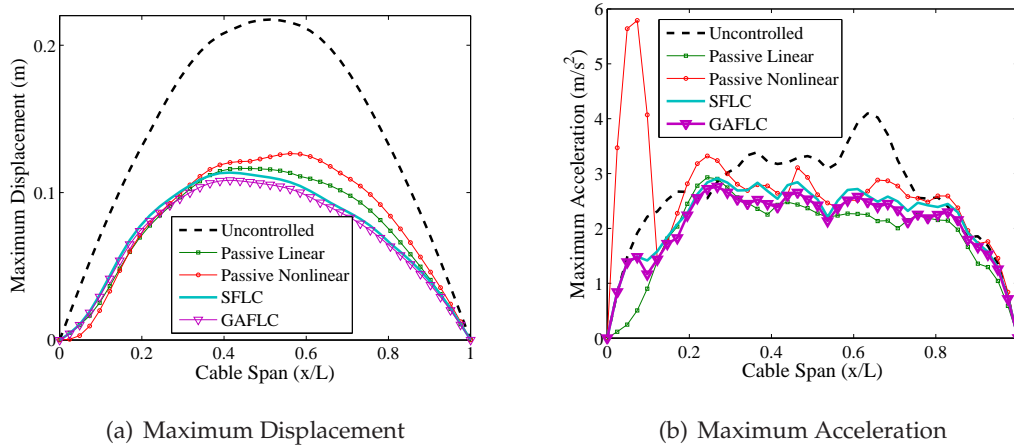 0.2
0.1
0
0
0.2
0.4
0.6
0.8
1
Maximum Displacement (m)
Cable Span (x/L)
Uncontrolled
Passive Linear
Passive Nonlinear
SFLC
GAFLC
(a) Maximum Displacement
6
5
4
3
2
1
0
0
0.2
0.4
0.6
0.8
Maximum Acceleration (m/s²)
Cable Span (x/L)
Uncontrolled
Passive Linear
Passive Nonlinear
SFLC
GAFLC
(b) Maximum Acceleration